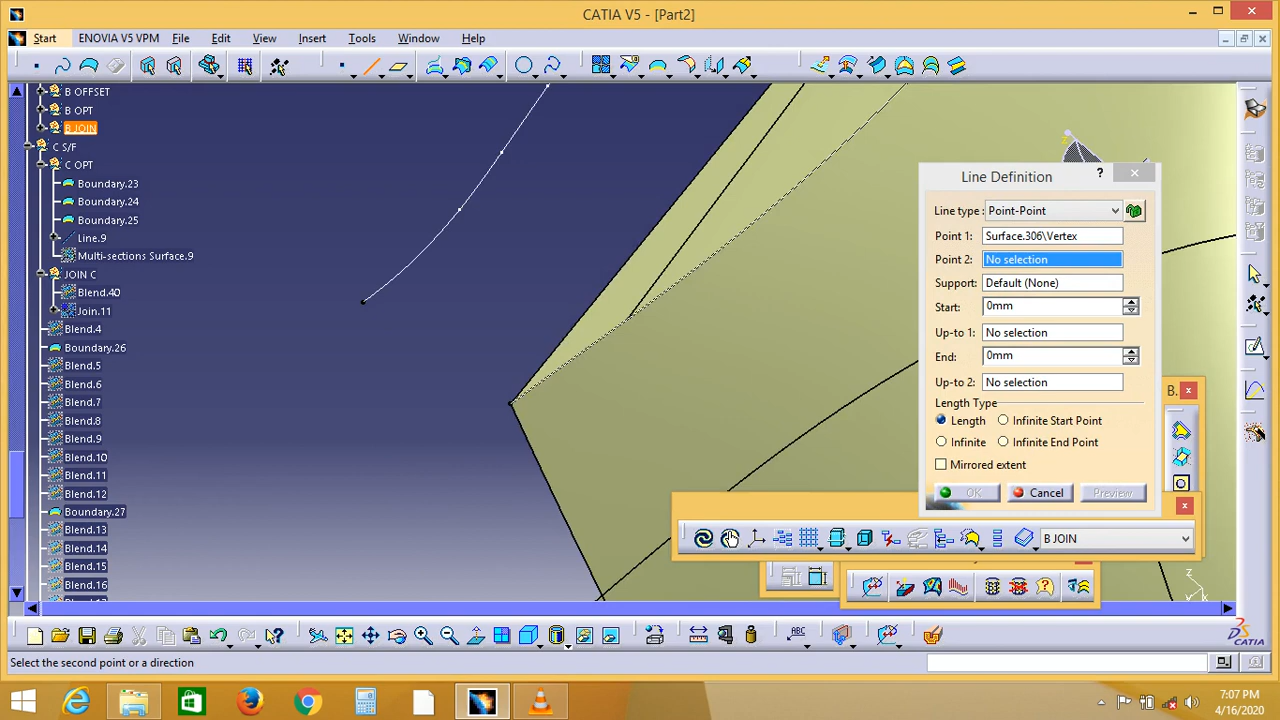 CATIA V5 - [Part2]
Start ENOVIA V5 VPM File Edit View Insert Tools Window Help
B OFFSET
B OPT
B JOIN
C S/F
C OPT
Boundary.23
Boundary.24
Boundary.25
Line.9
Multi-sections Surface.9
JOIN C
Blend.40
Join.11
Blend.4
Boundary.26
Blend.5
Blend.6
Blend.7
Blend.8
Blend.9
Blend.10
Blend.11
Blend.12
Boundary.27
Blend.13
Blend.14
Blend.15
Blend.16
Line Definition ?
Line type : Point-Point
Point 1: Surface.306\Vertex
Point 2: No selection
Support: Default (None)
Start: 0mm
Up-to 1: No selection
End: 0mm
Up-to 2: No selection
Length Type
Length Infinite Start Point
Infinite Infinite End Point
Mirrored extent
OK Cancel Preview
B.
B JOIN
Z
ABC
CATIA
Select the second point or a direction
7:07 PM
4/16/2020